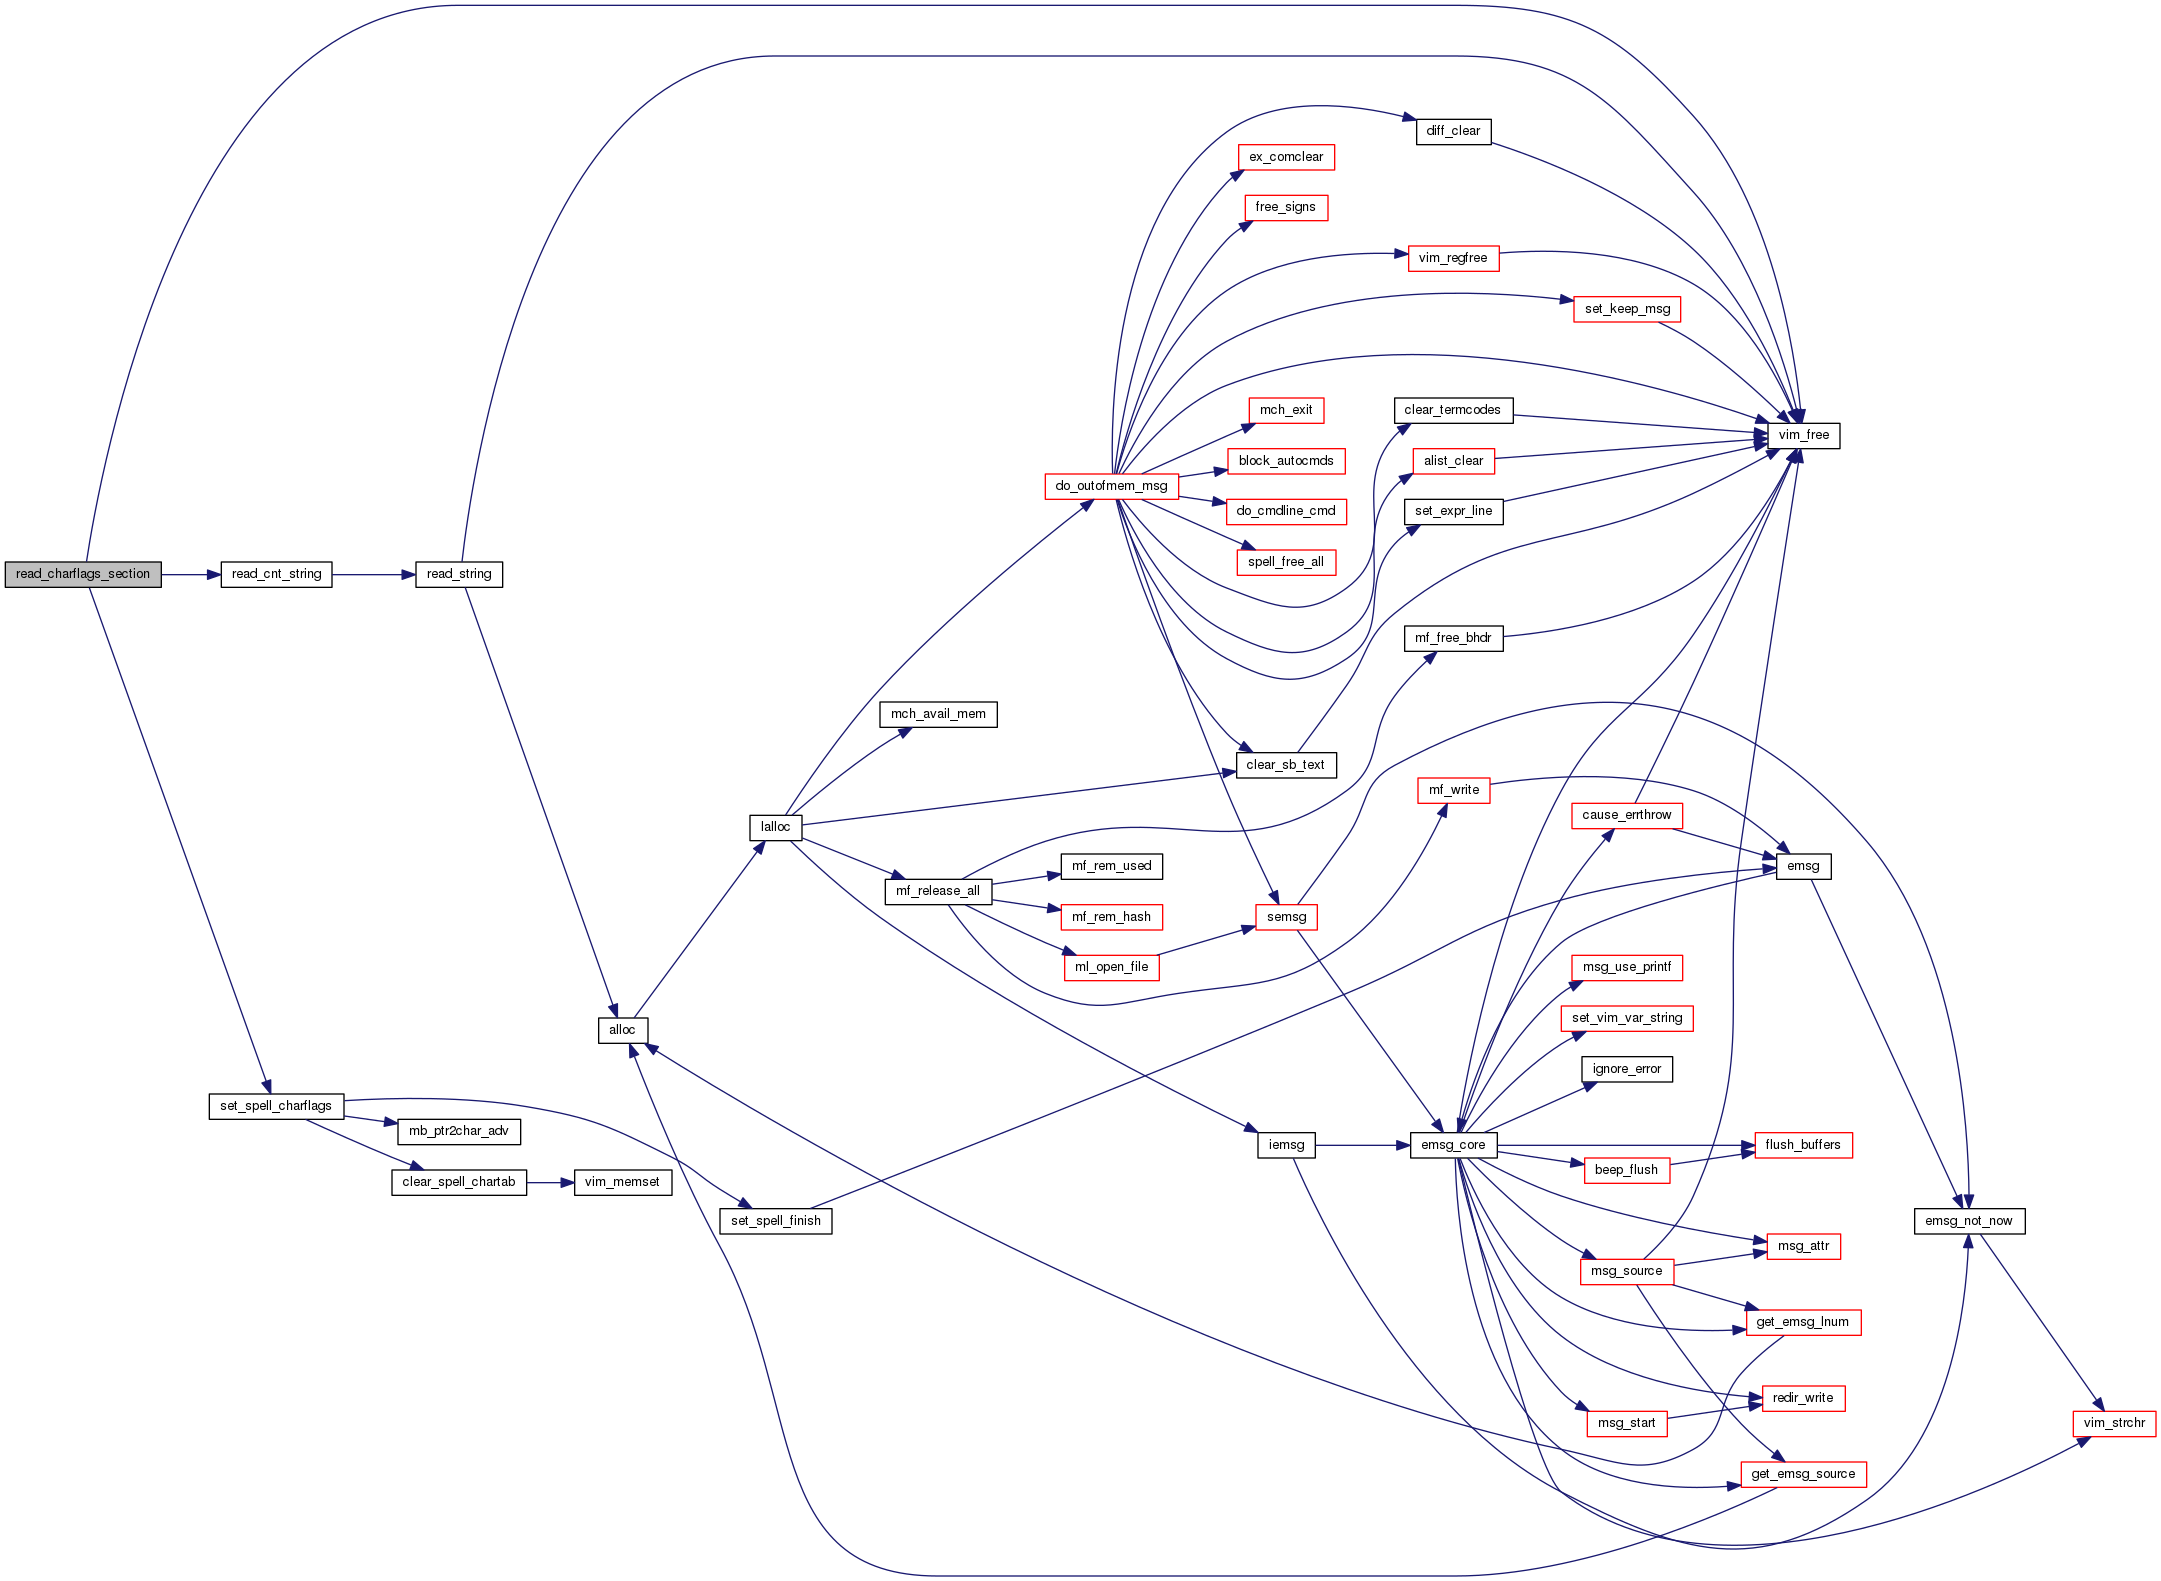 read_charflags_section
read_cnt_string
read_string
set_spell_charflags
mb_ptr2char_adv
clear_spell_chartab
vim_memset
alloc
set_spell_finish
lalloc
mch_avail_mem
mf_release_all
do_outofmem_msg
mf_rem_used
mf_rem_hash
ml_open_file
ex_comclear
free_signs
mch_exit
block_autocmds
do_cmdline_cmd
spell_free_all
clear_sb_text
semsg
iemsg
diff_clear
vim_regfree
clear_termcodes
alist_clear
set_expr_line
mf_free_bhdr
mf_write
emsg_core
set_keep_msg
cause_errthrow
msg_use_printf
set_vim_var_string
ignore_error
beep_flush
msg_source
msg_start
vim_free
emsg
flush_buffers
msg_attr
get_emsg_lnum
redir_write
get_emsg_source
emsg_not_now
vim_strchr